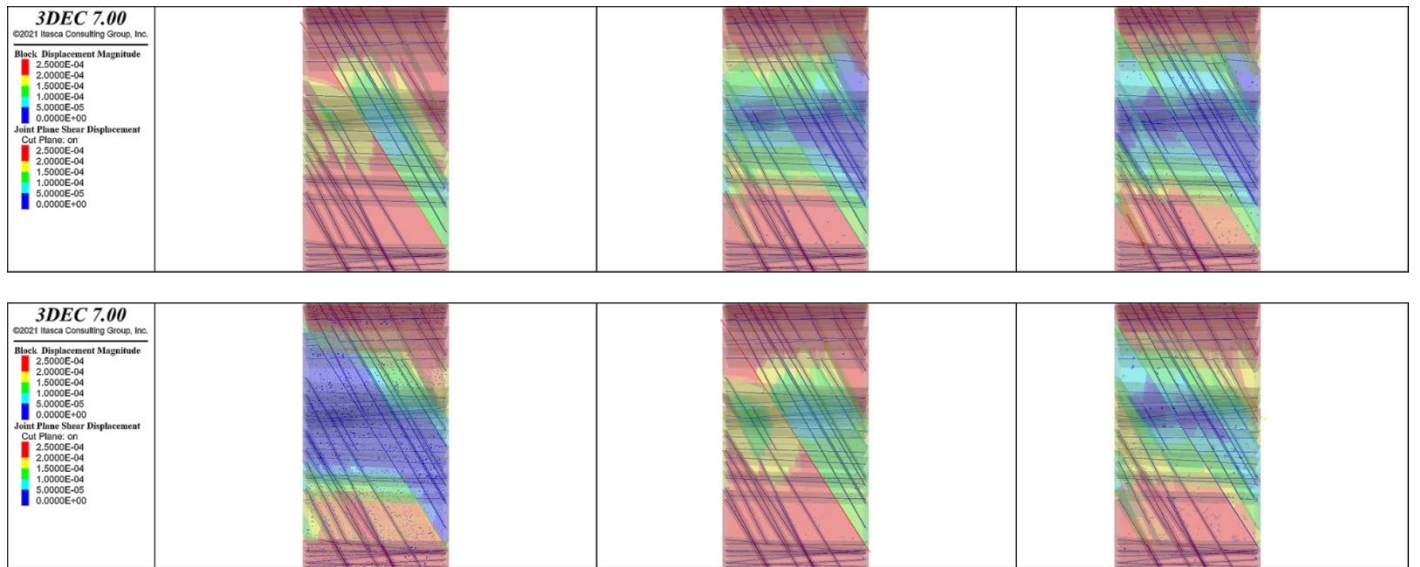 3DEC 7.00
©2021 Itasca Consulting Group, Inc.
Block Displacement Magnitude
2.5000E-04
2.0000E-04
1.5000E-04
1.0000E-04
5.0000E-05
0.0000E+00
Joint Plane Shear Displacement
Cut Plane: on
2.5000E-04
2.0000E-04
1.5000E-04
1.0000E-04
5.0000E-05
0.0000E+00
3DEC 7.00
©2021 Itasca Consulting Group, Inc.
Block Displacement Magnitude
2.5000E-04
2.0000E-04
1.5000E-04
1.0000E-04
5.0000E-05
0.0000E+00
Joint Plane Shear Displacement
Cut Plane: on
2.5000E-04
2.0000E-04
1.5000E-04
1.0000E-04
5.0000E-05
0.0000E+00